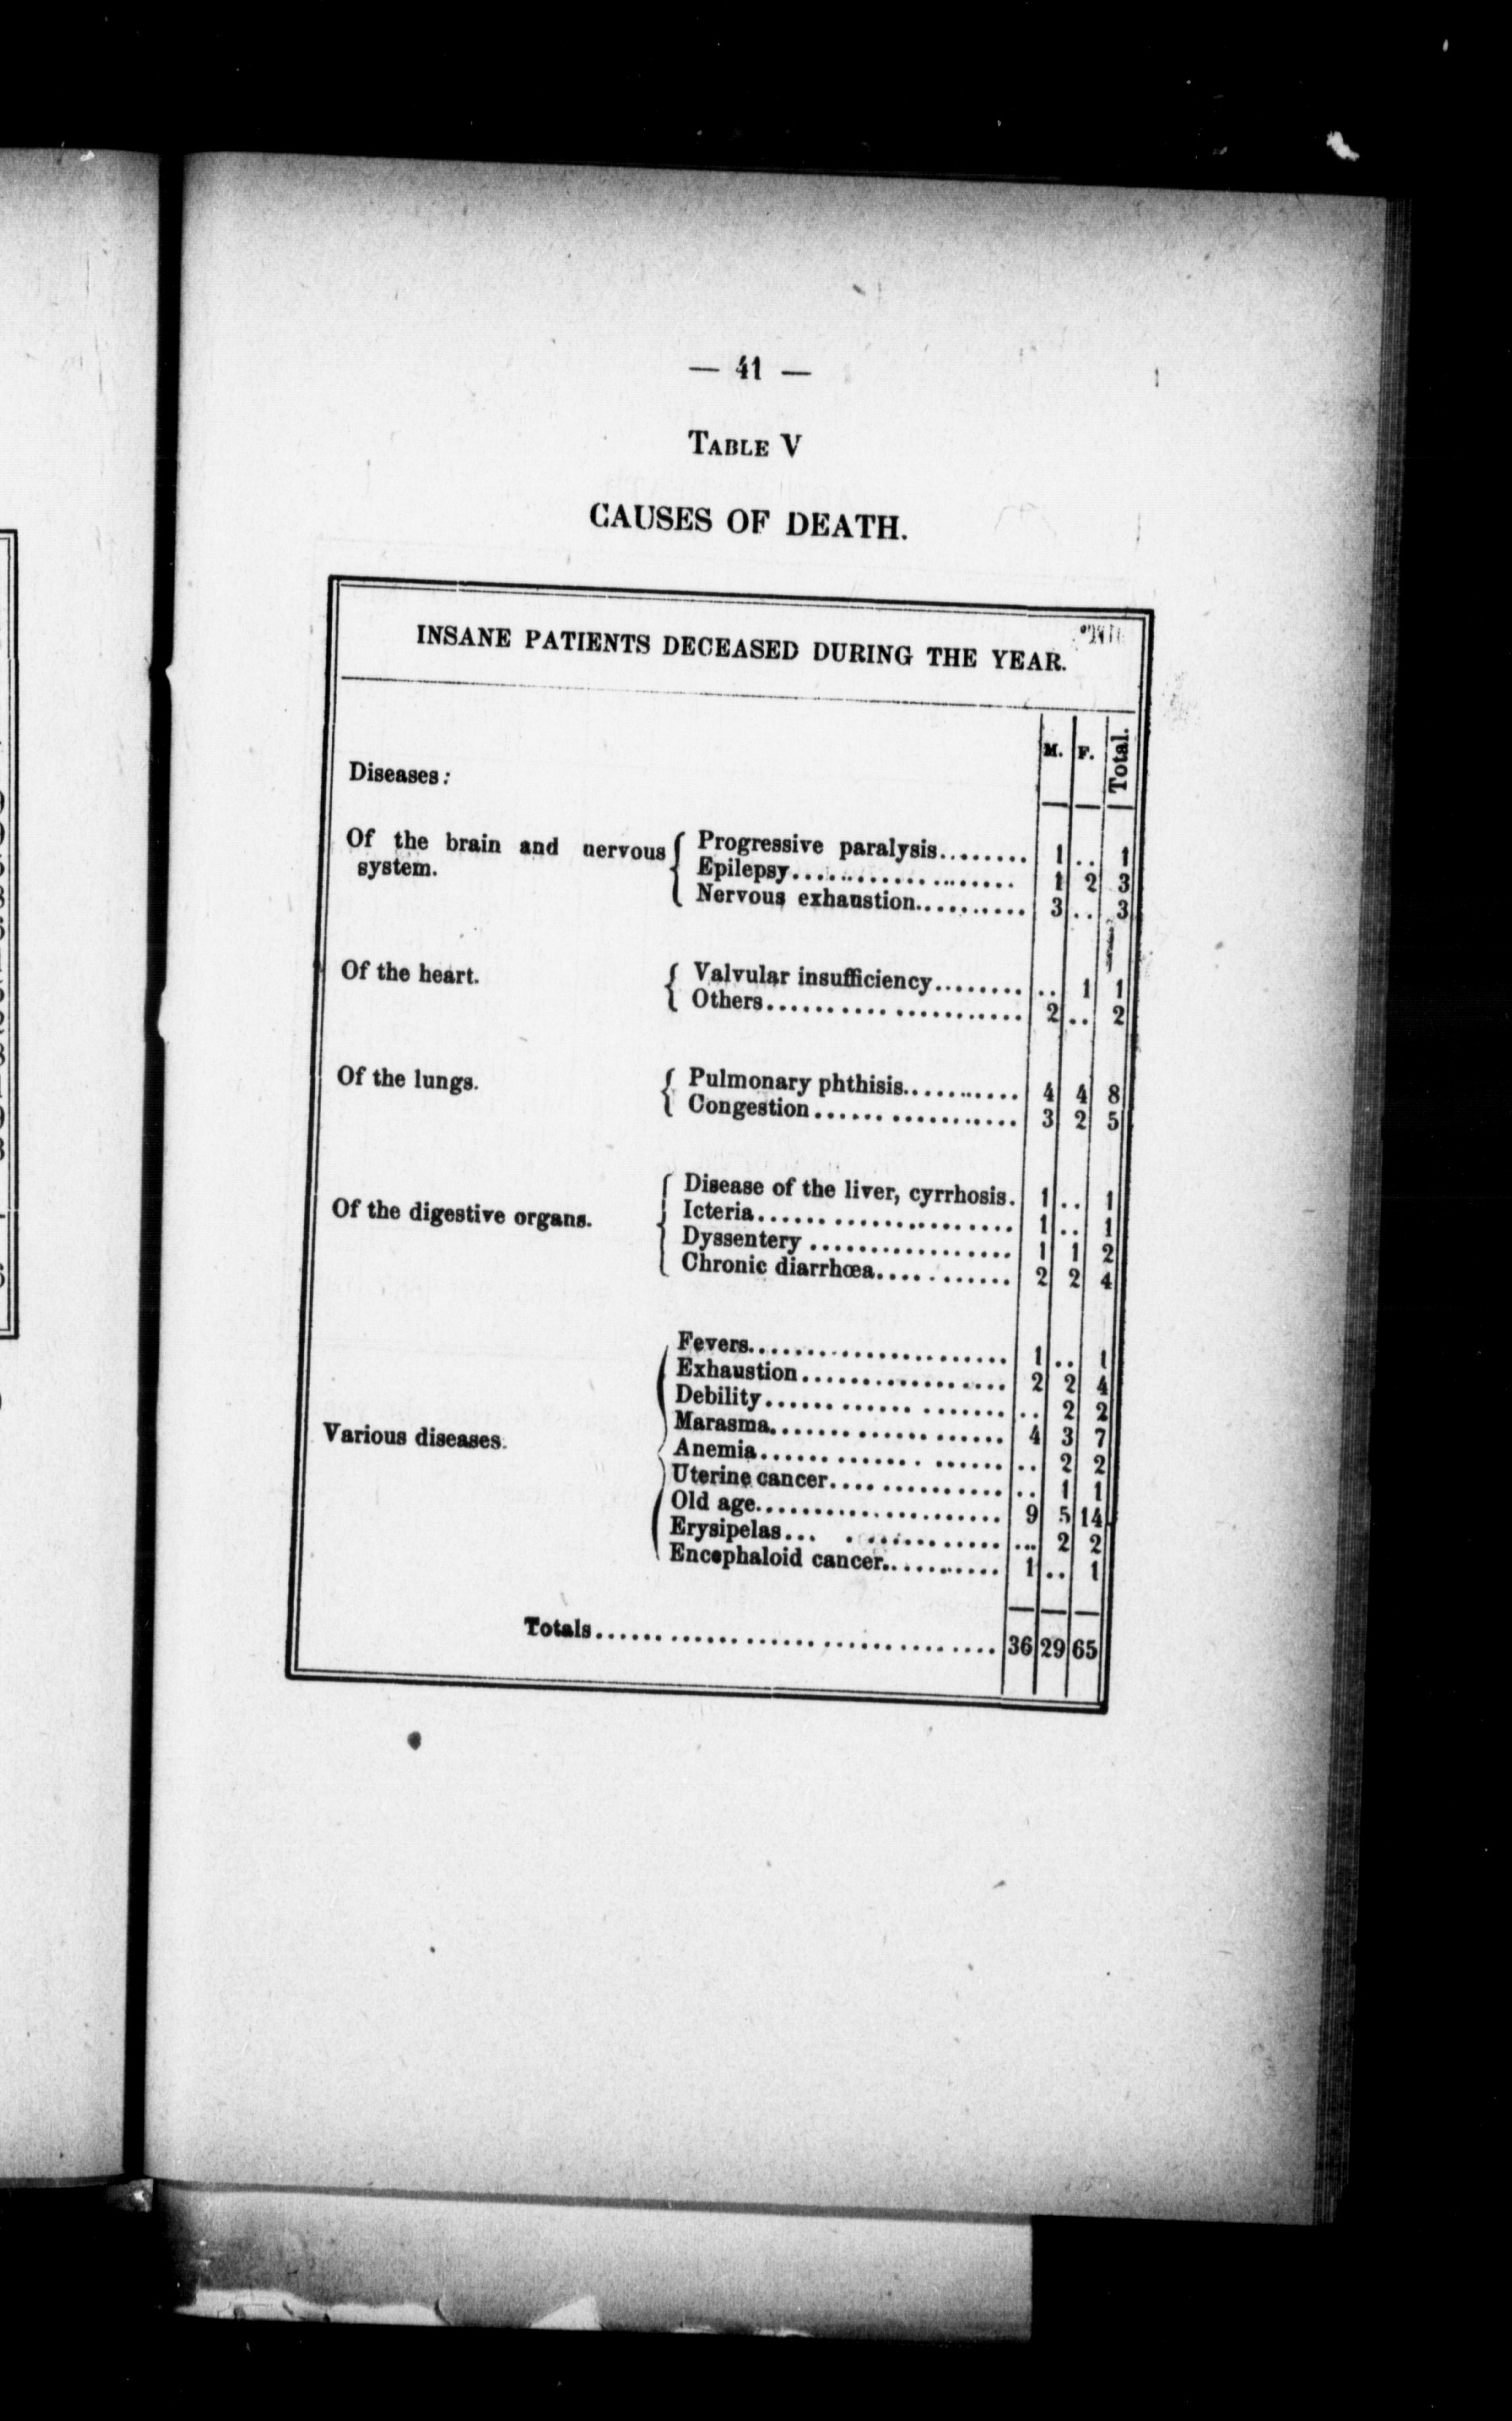 — 41 —
TABLE V
CAUSES OF DEATH.
INSANE PATIENTS DECEASED DURING THE YEAR.
M. F. Total.
Diseases:
Of the brain and nervous system.
Progressive paralysis........ 1 .. 1
Epilepsy................... 1 2 3
Nervous exhaustion.......... 3 .. 3
Of the heart.
Valvular insufficiency........ .. 1 1
Others..................... 2 .. 2
Of the lungs.
Pulmonary phthisis.......... 4 4 8
Congestion................. 3 2 5
Of the digestive organs.
Disease of the liver, cyrrhosis. 1 .. 1
Icteria..................... 1 .. 1
Dyssentery ................. 1 1 2
Chronic diarrhœa............ 2 2 4
Various diseases.
Fevers...................... 1 .. 1
Exhaustion.................. 2 2 4
Debility.................... .. 2 2
Marasma.................... 4 3 7
Anemia..................... .. 2 2
Uterine cancer............... .. 1 1
Old age..................... 9 5 14
Erysipelas... .............. ... 2 2
Encephaloid cancer........... 1 .. 1
Totals.................................. 36 29 65